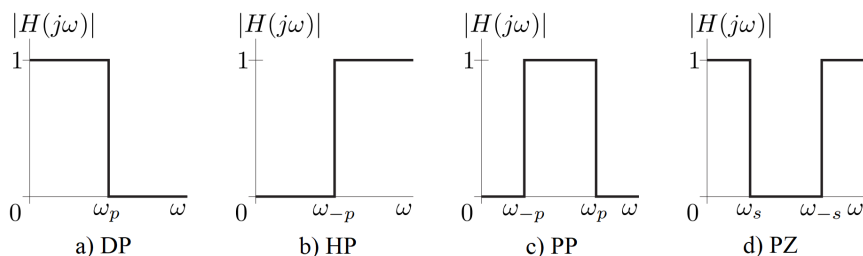 |H(jω)| |H(jω)| |H(jω)| |H(jω)|
1 1 1 1
0 ω_p ω 0 ω_{-p} ω 0 ω_{-p} ω_p ω 0 ω_s ω_{-s} ω
a) DP b) HP c) PP d) PZ